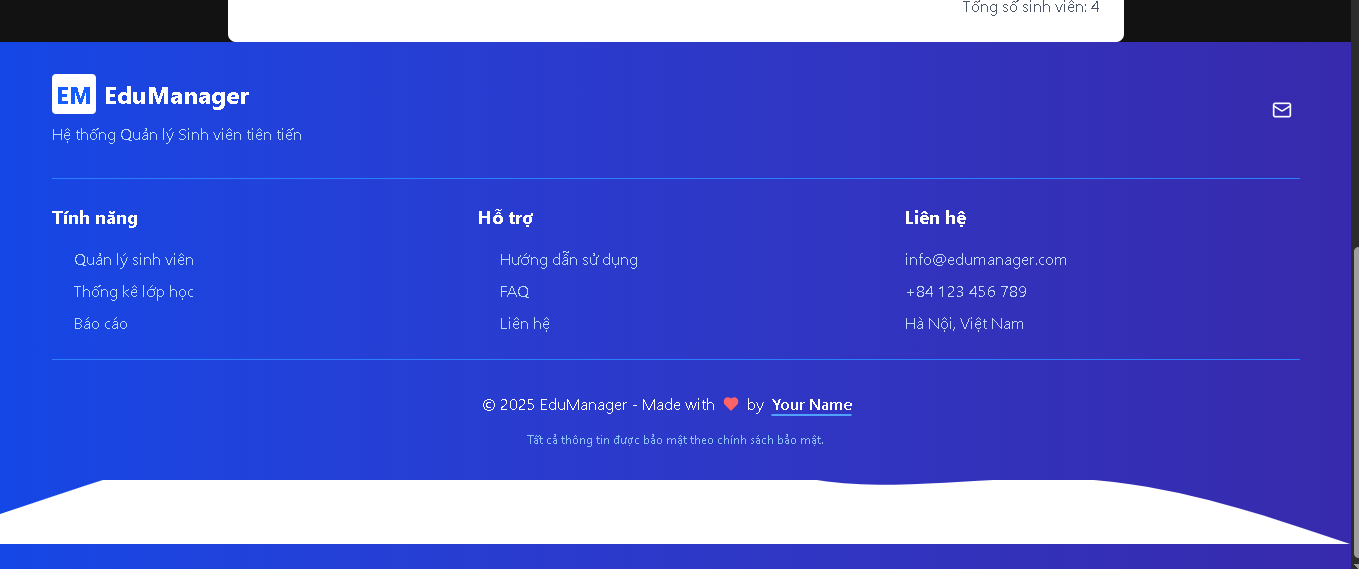 Tổng số sinh viên: 4
EM EduManager
Hệ thống Quản lý Sinh viên tiên tiến
Tính năng
Quản lý sinh viên
Thống kê lớp học
Báo cáo
Hỗ trợ
Hướng dẫn sử dụng
FAQ
Liên hệ
Liên hệ
info@edumanager.com
+84 123 456 789
Hà Nội, Việt Nam
© 2025 EduManager - Made with ❤ by Your Name
Tất cả thông tin được bảo mật theo chính sách bảo mật.